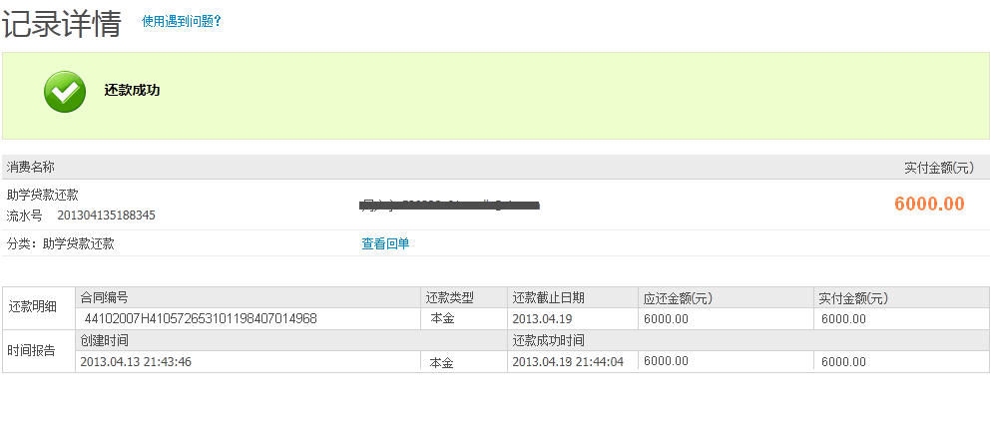 记录详情 使用遇到问题?
还款成功
消费名称 实付金额(元)
助学贷款还款
流水号 201304135188345 6000.00
分类: 助学贷款还款 查看回单
还款明细 合同编号 还款类型 还款截止日期 应还金额(元) 实付金额(元)
44102007H410572653101198407014968 本金 2013.04.19 6000.00 6000.00
时间报告 创建时间 还款成功时间
2013.04.13 21:43:46 本金 2013.04.13 21:44:04 6000.00 6000.00